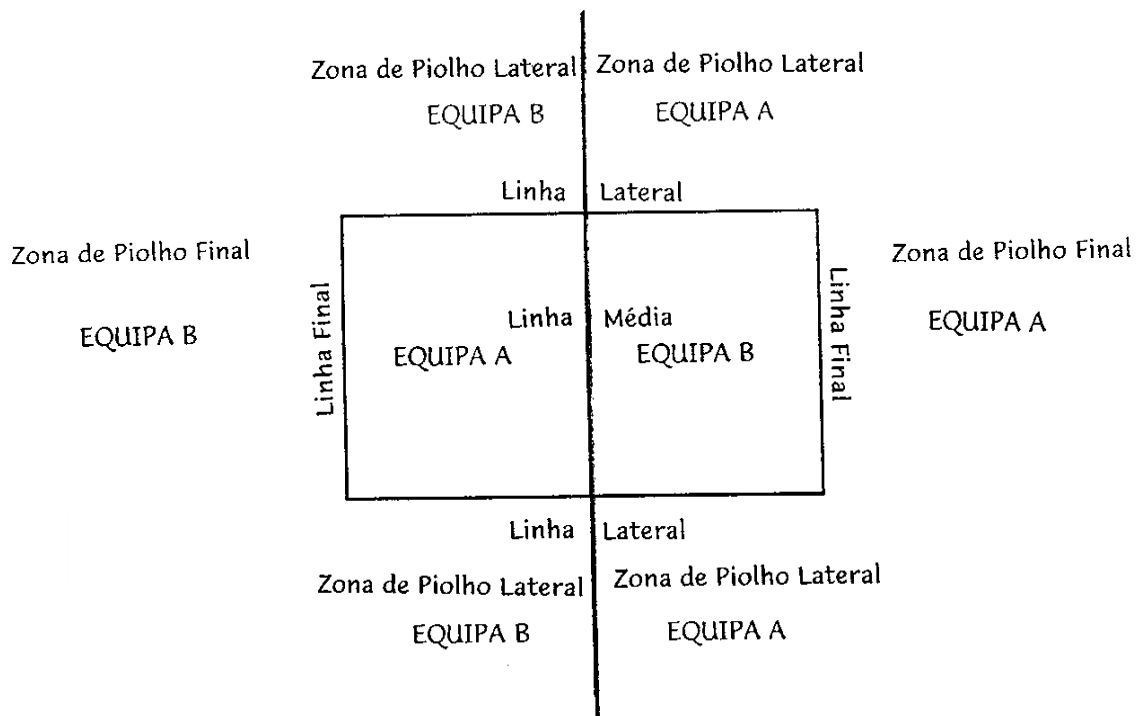 Zona de Piolho Lateral Zona de Piolho Lateral
EQUIPA B EQUIPA A
Linha Lateral
Zona de Piolho Final
EQUIPA B
Linha Final
Linha Média
EQUIPA A EQUIPA B
Linha Final
Zona de Piolho Final
EQUIPA A
Linha Lateral
Zona de Piolho Lateral Zona de Piolho Lateral
EQUIPA B EQUIPA A